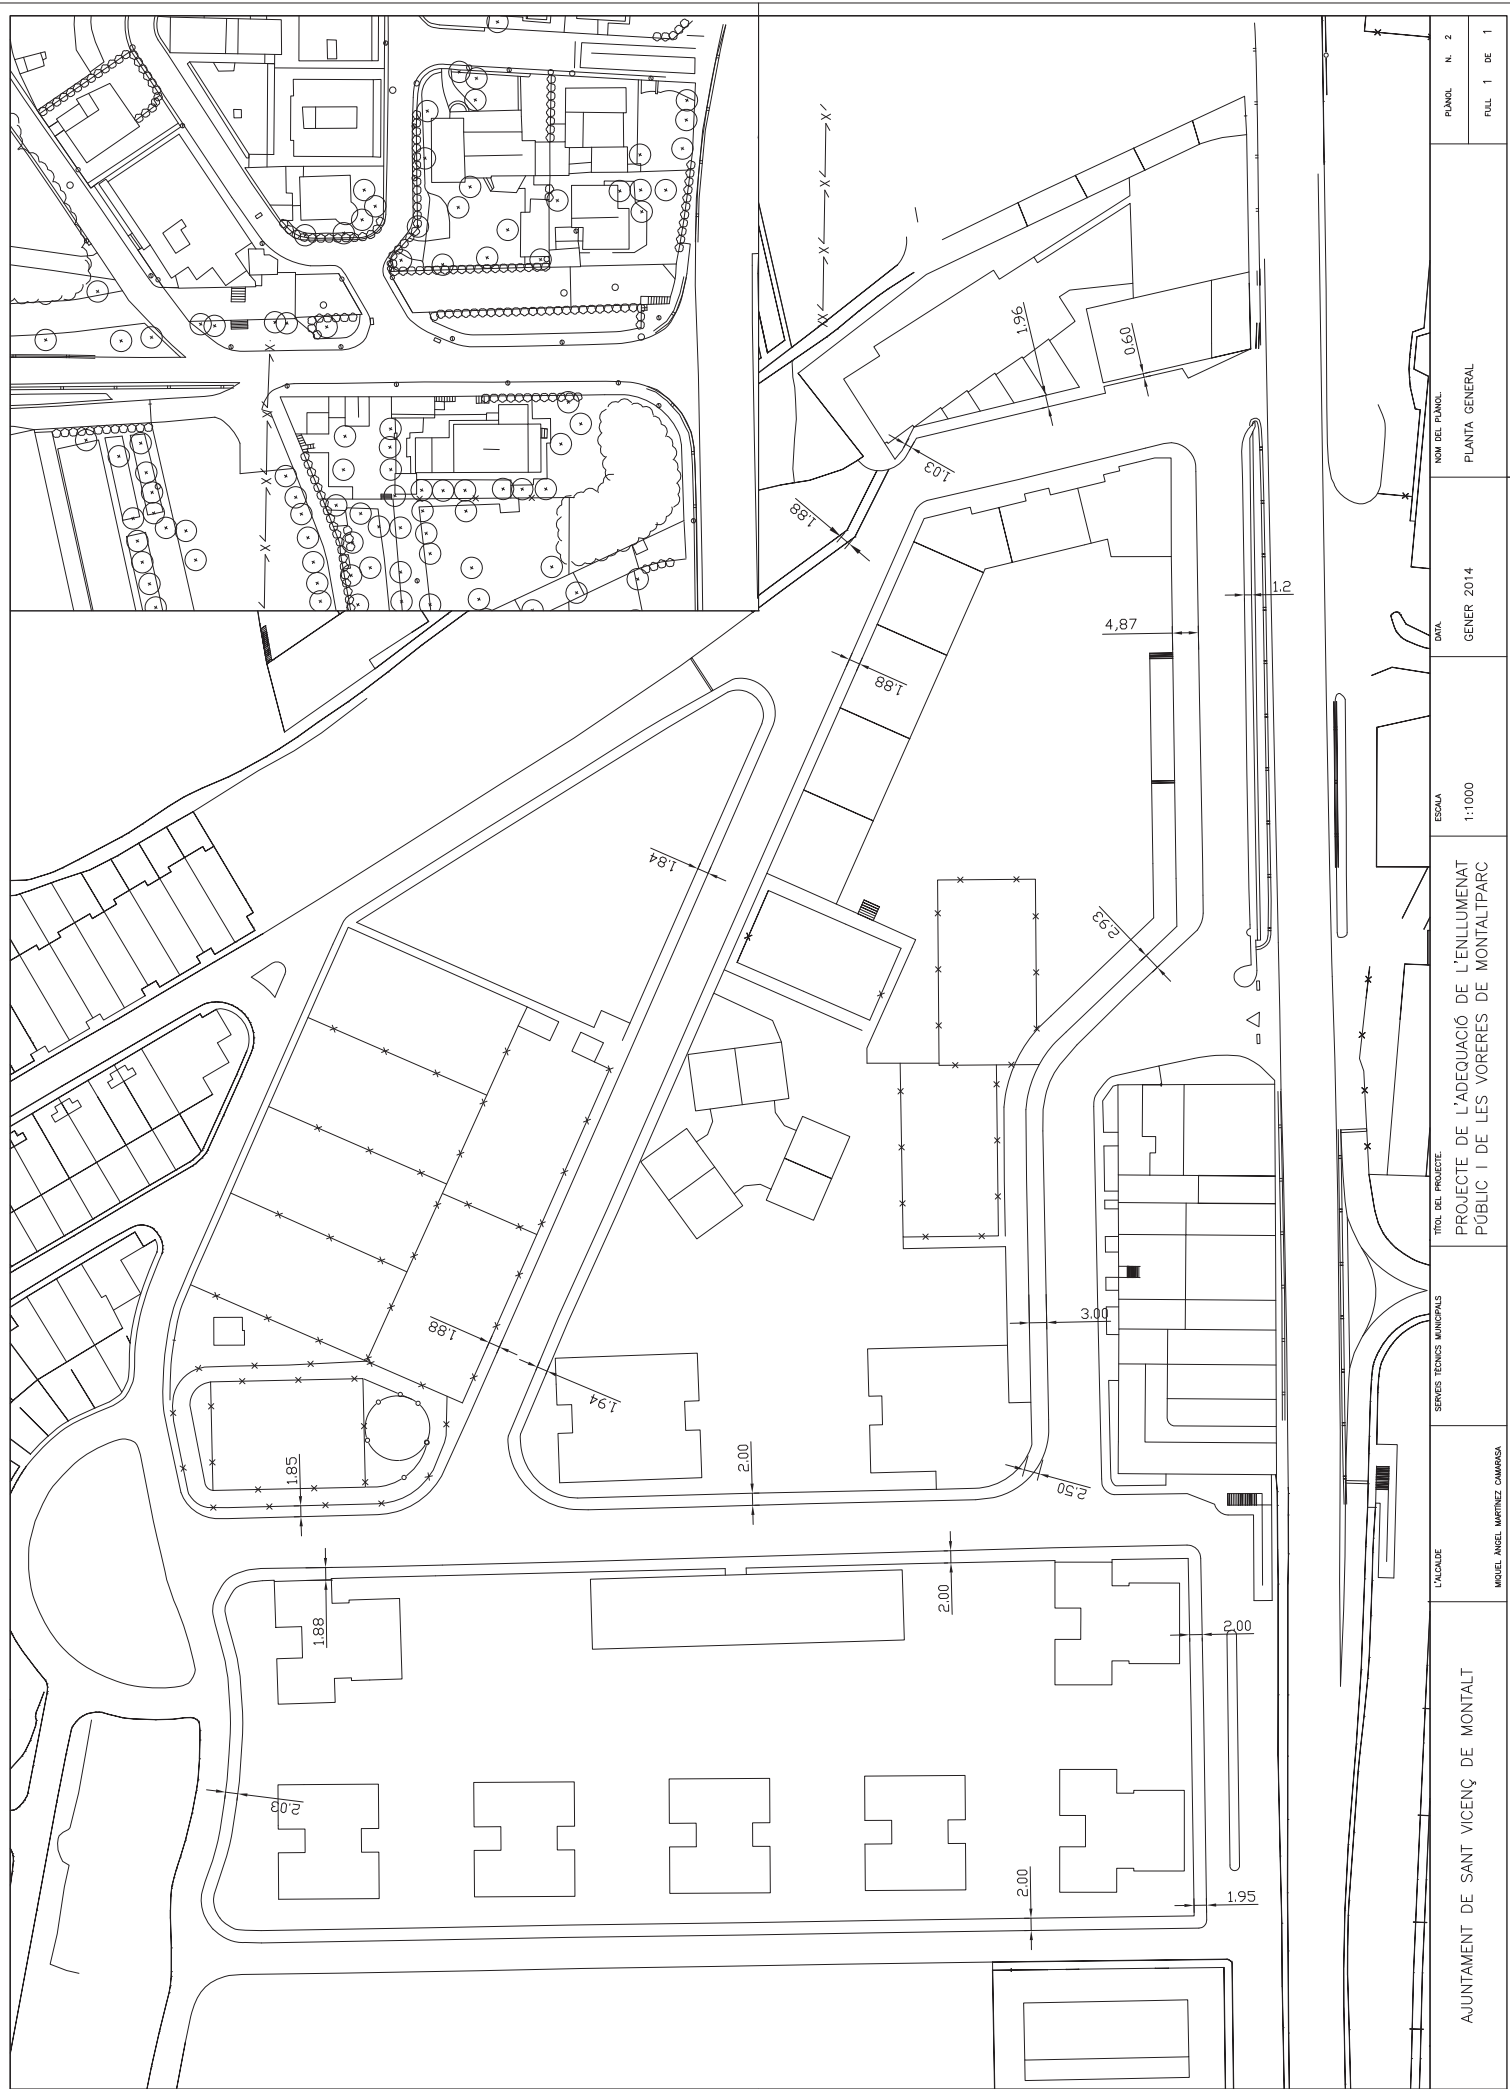 AJUNTAMENT DE SANT VICENÇ DE MONTALT
L'ALCALDE
MIQUEL ÀNGEL MARTÍNEZ CAMARASA
SERVEIS TÈCNICS MUNICIPALS
TÍTOL DEL PROJECTE.
PROJECTE DE L'ADEQUACIÓ DE L'ENLLUMENAT
PÚBLIC I DE LES VORERES DE MONTALTPARC
ESCALA
1:1000
DATA.
GENER 2014
NOM DEL PLÀNOL.
PLANTA GENERAL
PLÀNOL N. 2
FULL 1 DE 1
1.96
0.60
1.03
1.88
1.2
4,87
1.88
1.84
2.93
3.00
1.88
1.94
1.85
2.00
2.50
1.88
2.00
2.00
2.03
2.00
1.95